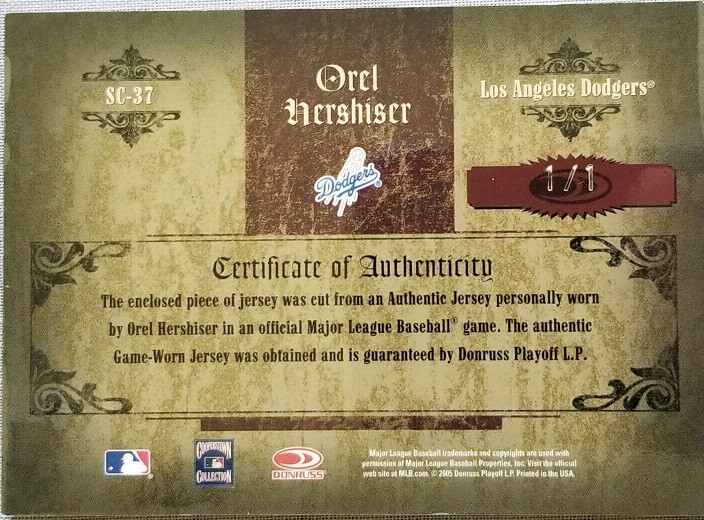 SC-37
Orel
Hershiser
Dodgers®
Los Angeles Dodgers®
1/1
Certificate of Authenticity
The enclosed piece of jersey was cut from an Authentic Jersey personally worn
by Orel Hershiser in an official Major League Baseball® game. The authentic
Game-Worn Jersey was obtained and is guaranteed by Donruss Playoff L.P.
COOPERSTOWN
COLLECTION
DONRUSS
Major League Baseball trademarks and copyrights are used with
permission of Major League Baseball Properties, Inc. Visit the official
web site at MLB.com. © 2005 Donruss Playoff L.P. Printed in the USA.